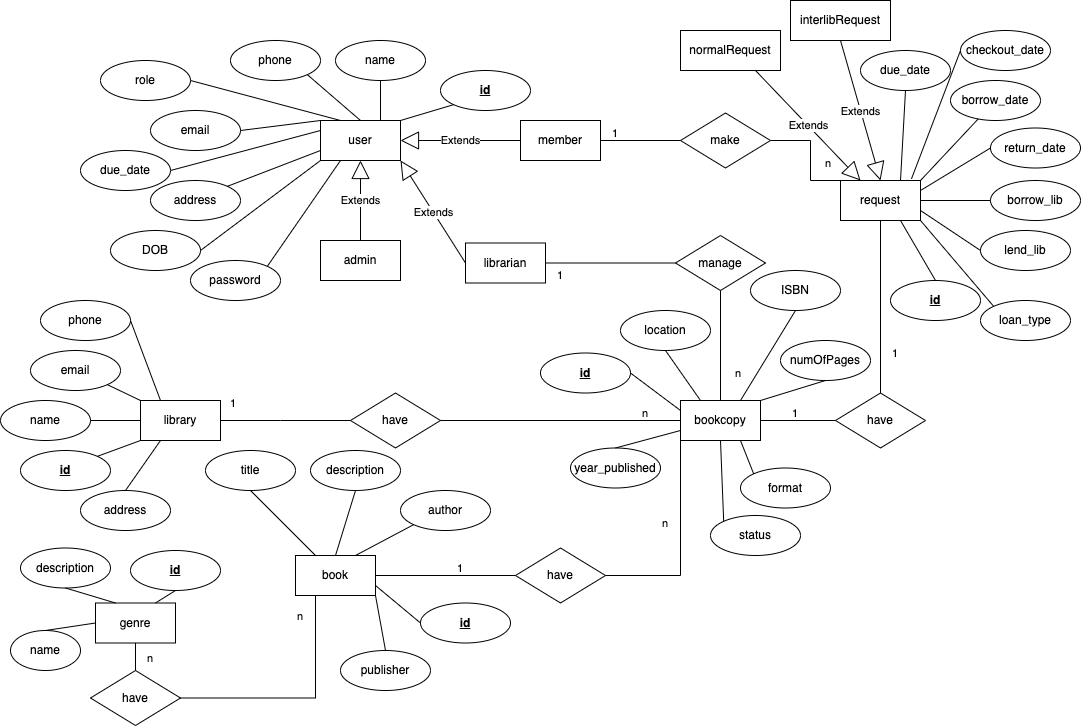 interlibRequest
normalRequest
checkout_date
phone
name
due_date
role
id
borrow_date
email
user
Extends
member
1
make
Extends
Extends
return_date
n
due_date
address
Extends
Extends
request
borrow_lib
DOB
admin
librarian
1
manage
lend_lib
password
ISBN
id
loan_type
phone
location
numOfPages
1
email
id
n
name
library
1
have
n
bookcopy
1
have
id
title
description
year_published
format
address
author
n
status
description
id
book
1
have
genre
n
id
name
n
publisher
have